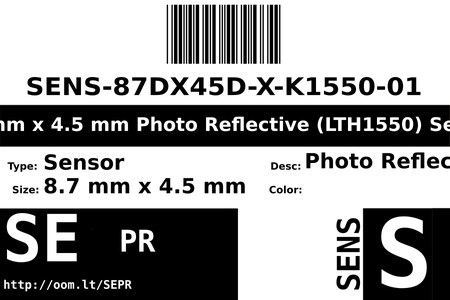 SENS-87DX45D-X-K1550-01
mm x 4.5 mm Photo Reflective (LTH1550) Se
Type: Sensor
Desc: Photo Reflec
Size: 8.7 mm x 4.5 mm
Color:
SE PR
SENS
S
http://oom.lt/SEPR